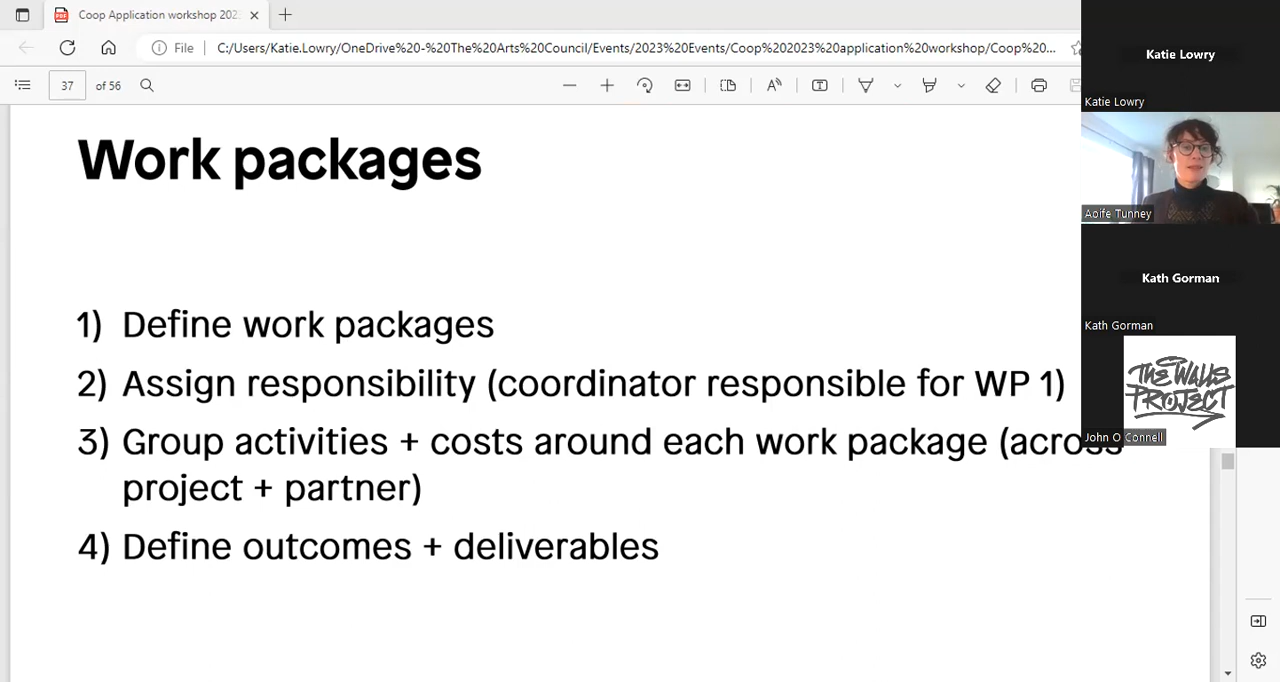 Coop Application workshop 202
File
C:/Users/Katie.Lowry/OneDrive%20-%20The%20Arts%20Council/Events/2023%20Events/Coop%202023%20application%20workshop/Coop%20...
37 of 56
Work packages
1) Define work packages
2) Assign responsibility (coordinator responsible for WP 1)
3) Group activities + costs around each work package (across
project + partner)
4) Define outcomes + deliverables
Katie Lowry
Katie Lowry
Aoife Tunney
Kath Gorman
Kath Gorman
THE WALLS
PROJECT
John O Connell